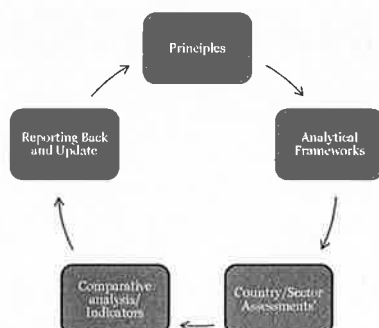 Principles
Analytical
Frameworks
Country/Sector
Assessments'
Comparative
analysis/
Indicators
Reporting Back
and Update